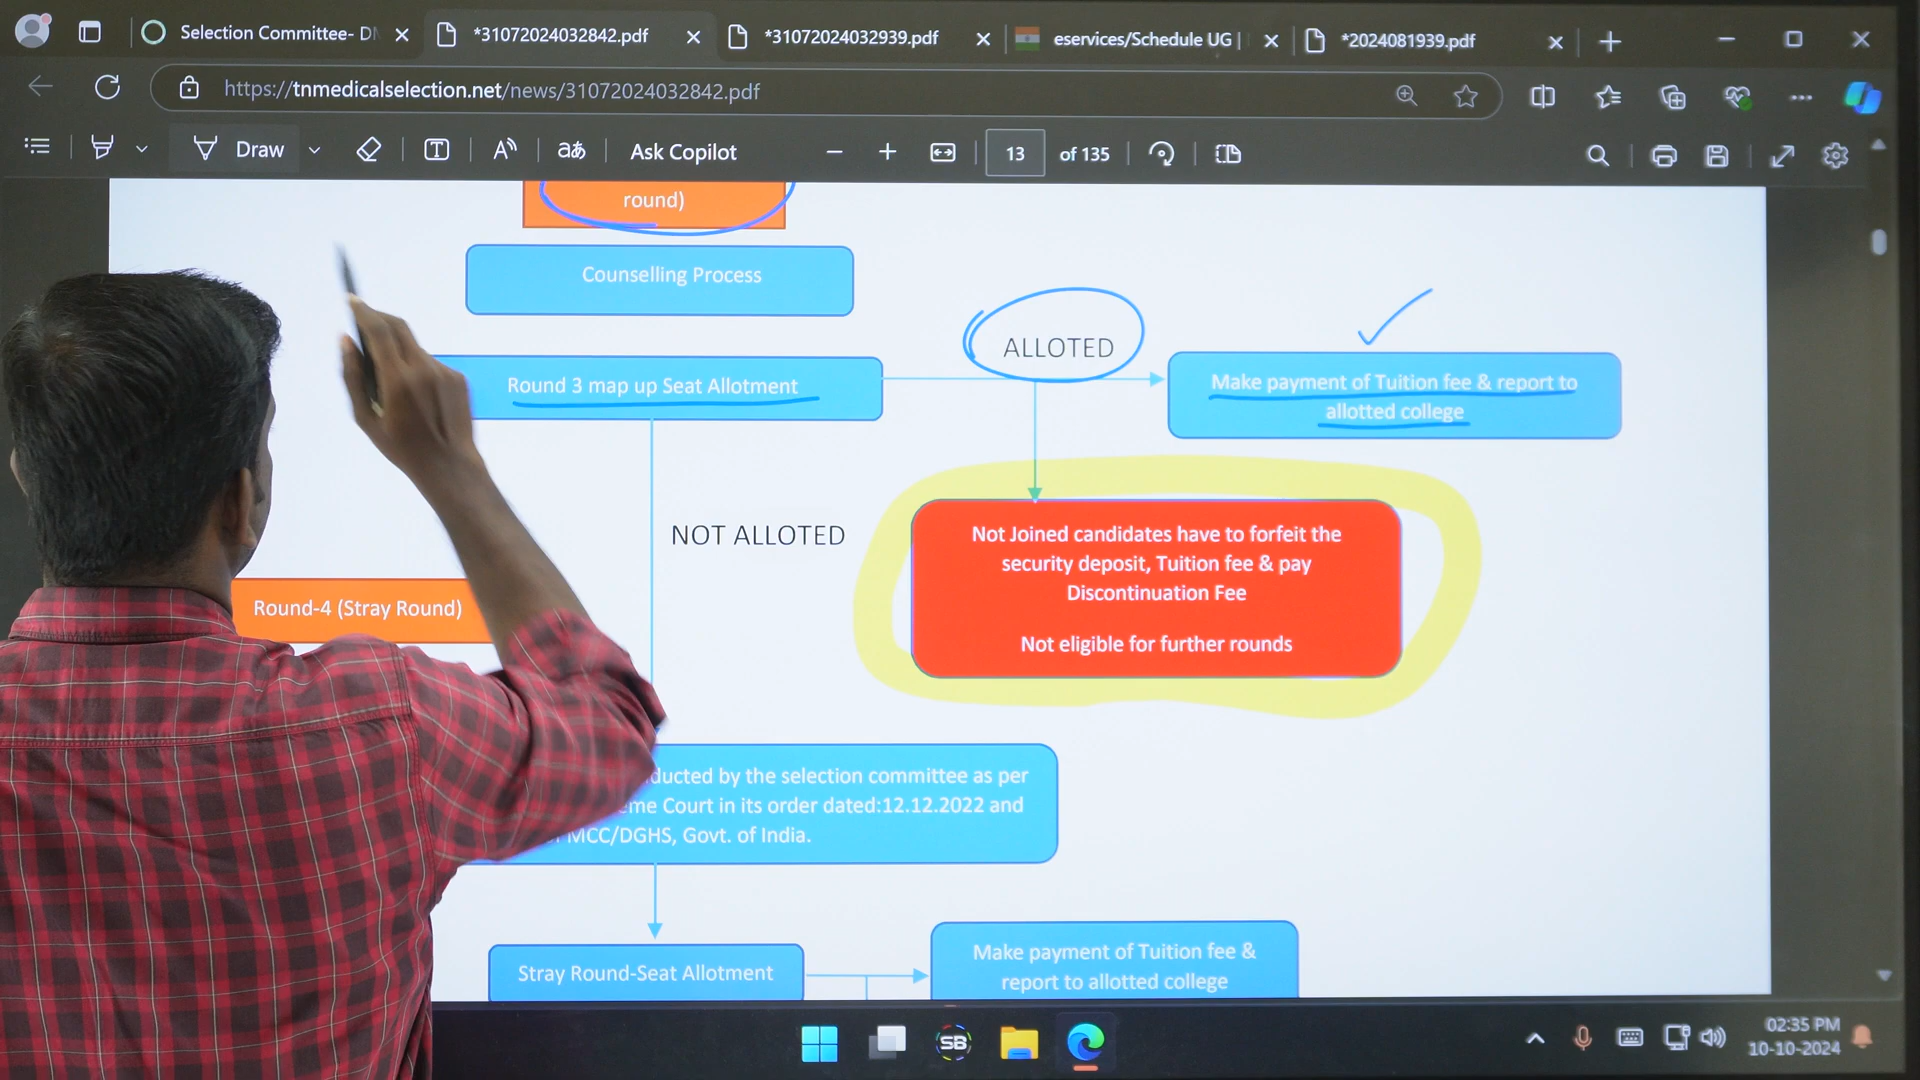 Selection Committee- D
*31072024032842.pdf
*31072024032939.pdf
eservices/Schedule UG |
*2024081939.pdf
https://tnmedicalselection.net/news/31072024032842.pdf
Draw
T
A
aあ
Ask Copilot
13
of 135
round)
Counselling Process
ALLOTED
Round 3 map up Seat Allotment
Make payment of Tuition fee & report to
allotted college
NOT ALLOTED
Not Joined candidates have to forfeit the
security deposit, Tuition fee & pay
Discontinuation Fee
Not eligible for further rounds
Round-4 (Stray Round)
ducted by the selection committee as per
eme Court in its order dated:12.12.2022 and
MCC/DGHS, Govt. of India.
Stray Round-Seat Allotment
Make payment of Tuition fee &
report to allotted college
SB
02:35 PM
10-10-2024